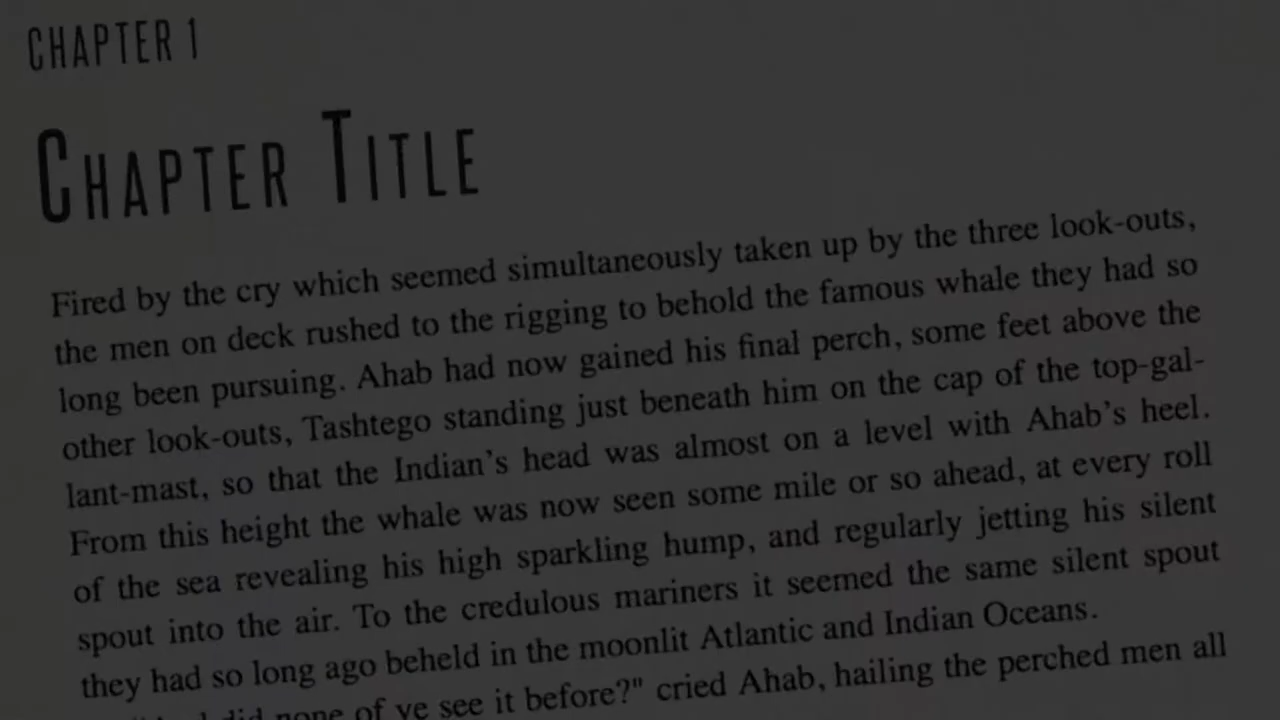 CHAPTER 1
CHAPTER TITLE
Fired by the cry which seemed simultaneously taken up by the three look-outs,
the men on deck rushed to the rigging to behold the famous whale they had so
long been pursuing. Ahab had now gained his final perch, some feet above the
other look-outs, Tashtego standing just beneath him on the cap of the top-gal-
lant-mast, so that the Indian's head was almost on a level with Ahab's heel.
From this height the whale was now seen some mile or so ahead, at every roll
of the sea revealing his high sparkling hump, and regularly jetting his silent
spout into the air. To the credulous mariners it seemed the same silent spout
they had so long ago beheld in the moonlit Atlantic and Indian Oceans.
did none of ye see it before?" cried Ahab, hailing the perched men all